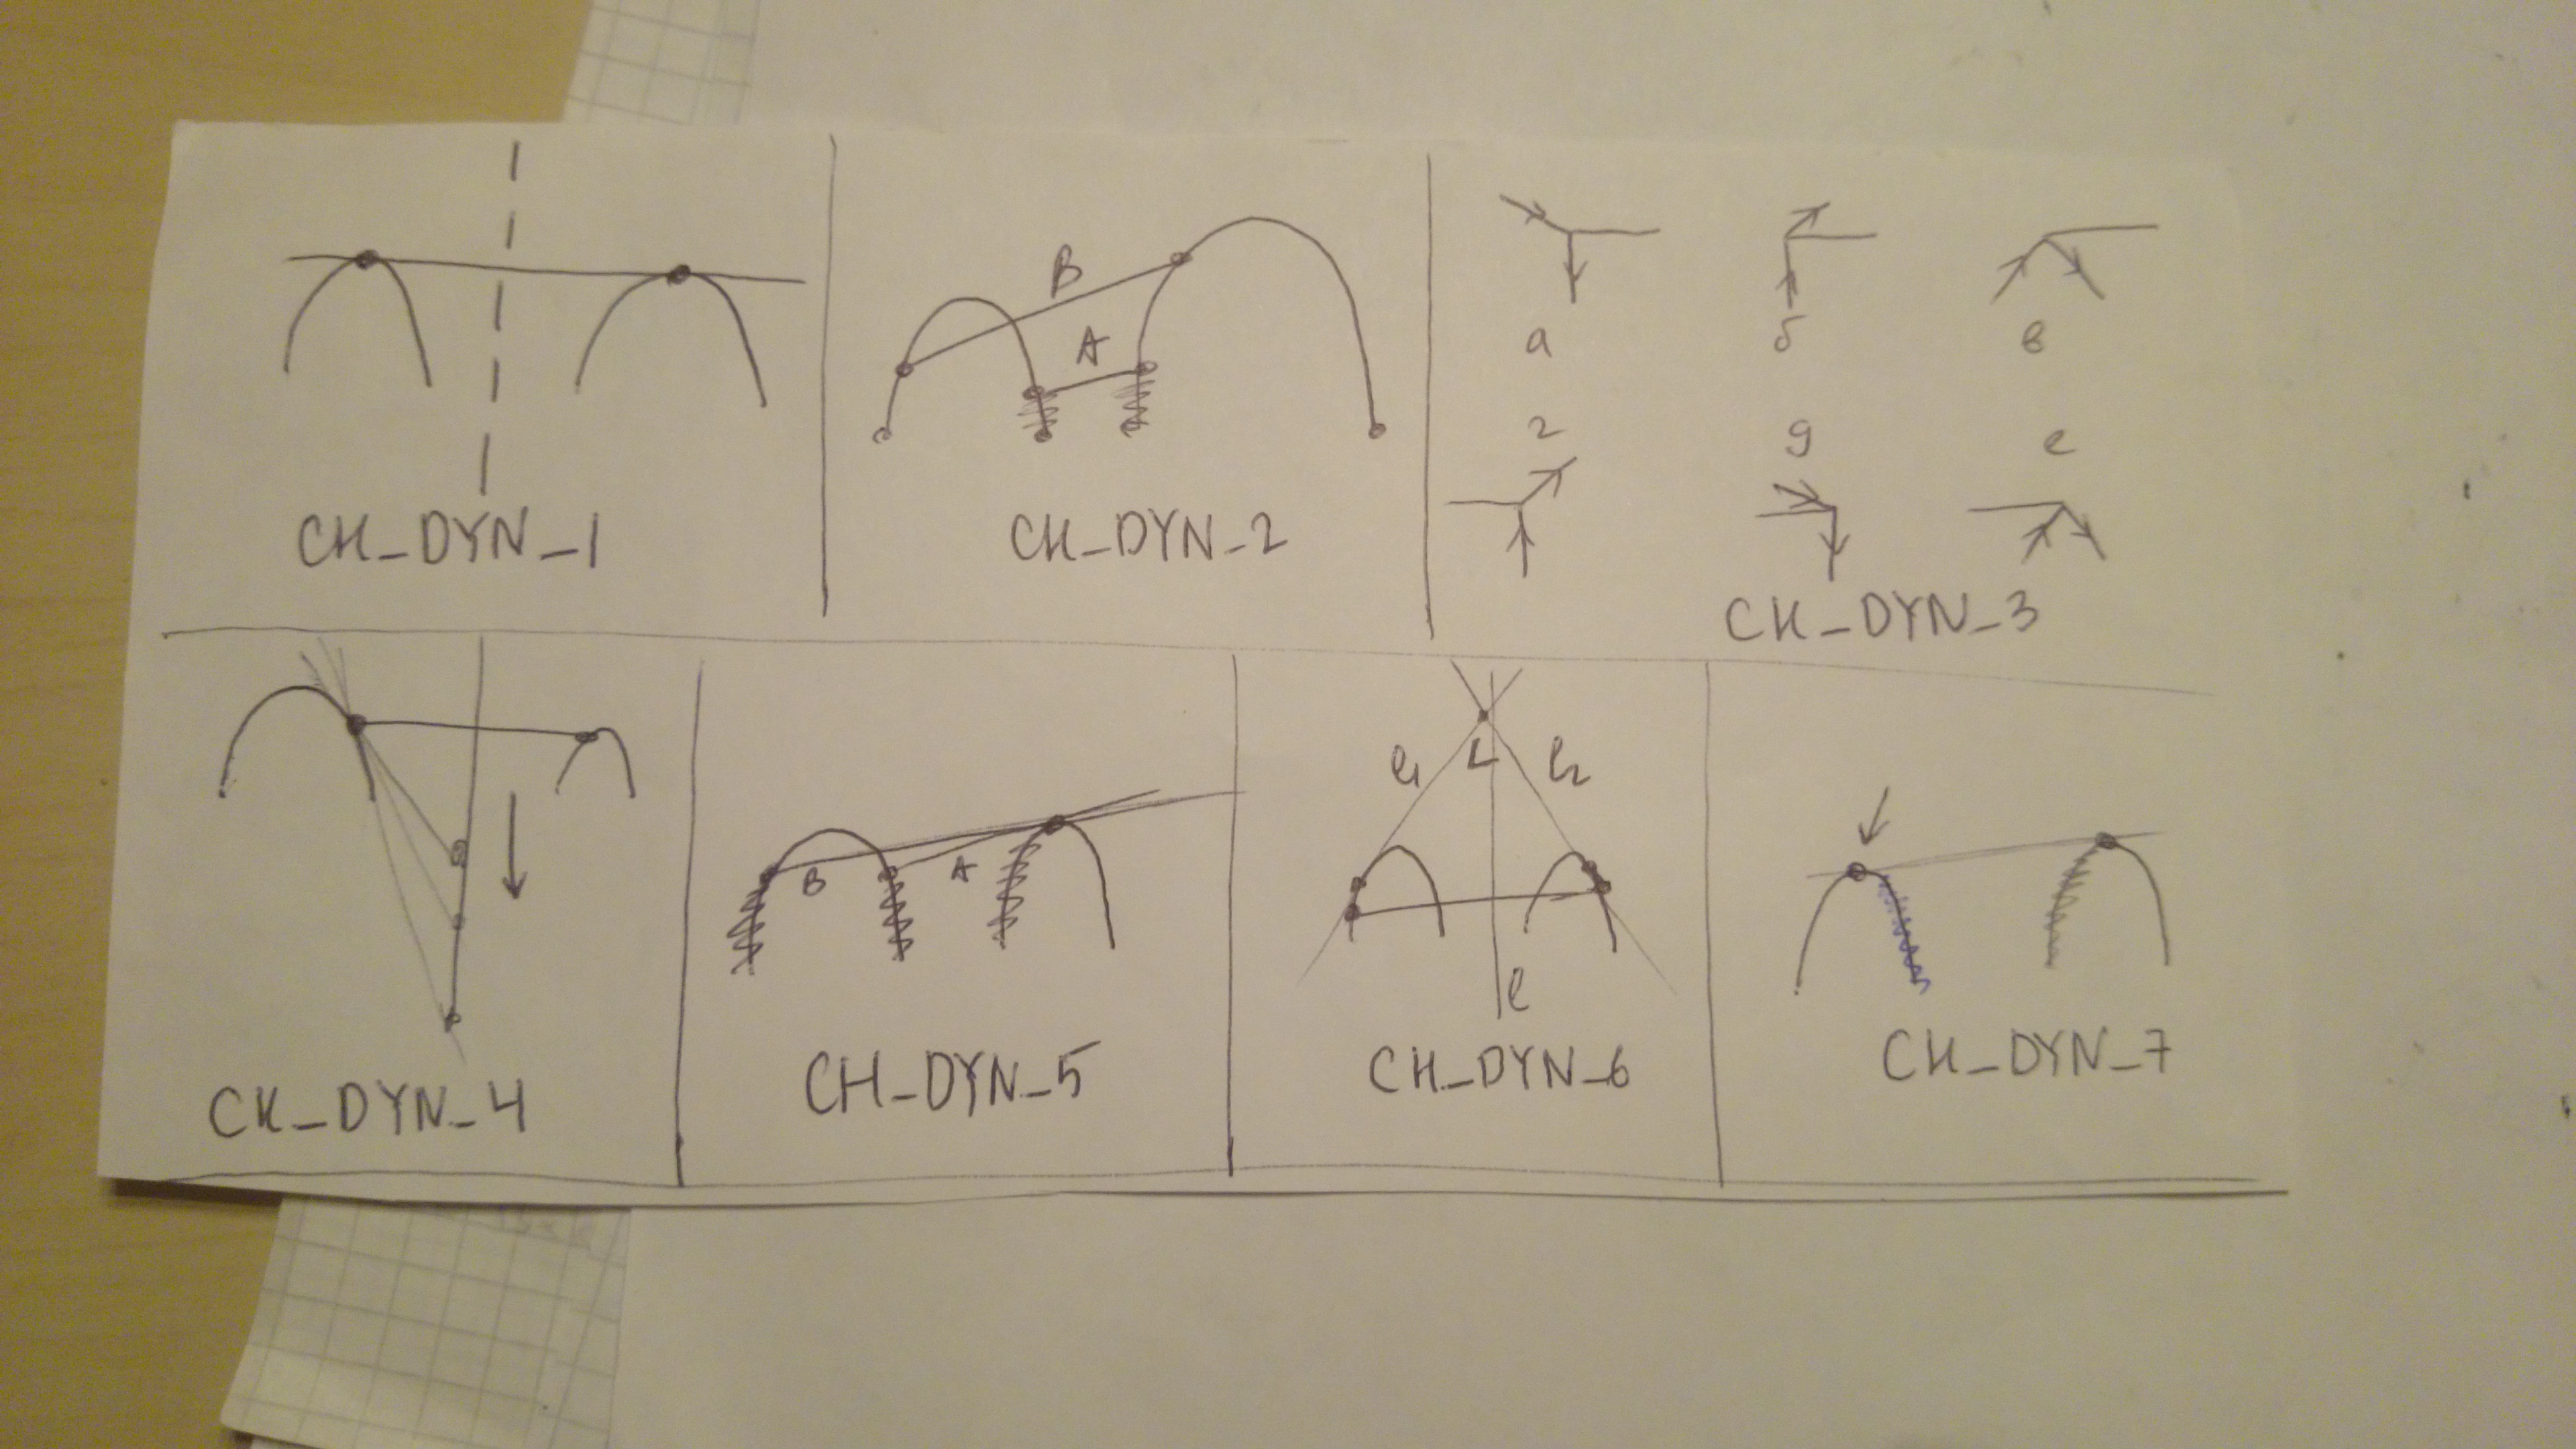 B
A
CH_DYN_1
CH_DYN_2
а
б
в
г
д
е
CH_DYN_3
B
A
l1
L
l2
l
CH_DYN_4
CH_DYN_5
CH_DYN_6
CH_DYN_7